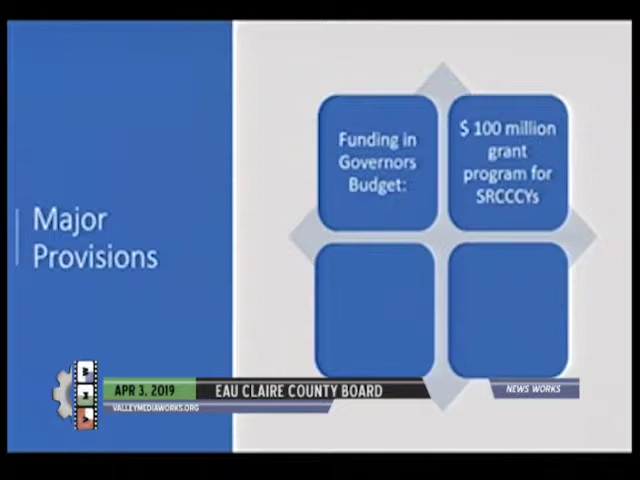 Major
Provisions
Funding in
Governors
Budget:
$ 100 million
grant
program for
SRCCCYs
APR 3, 2019
EAU CLAIRE COUNTY BOARD
NEWS WORKS
VALLEYMEDIAWORKS.ORG